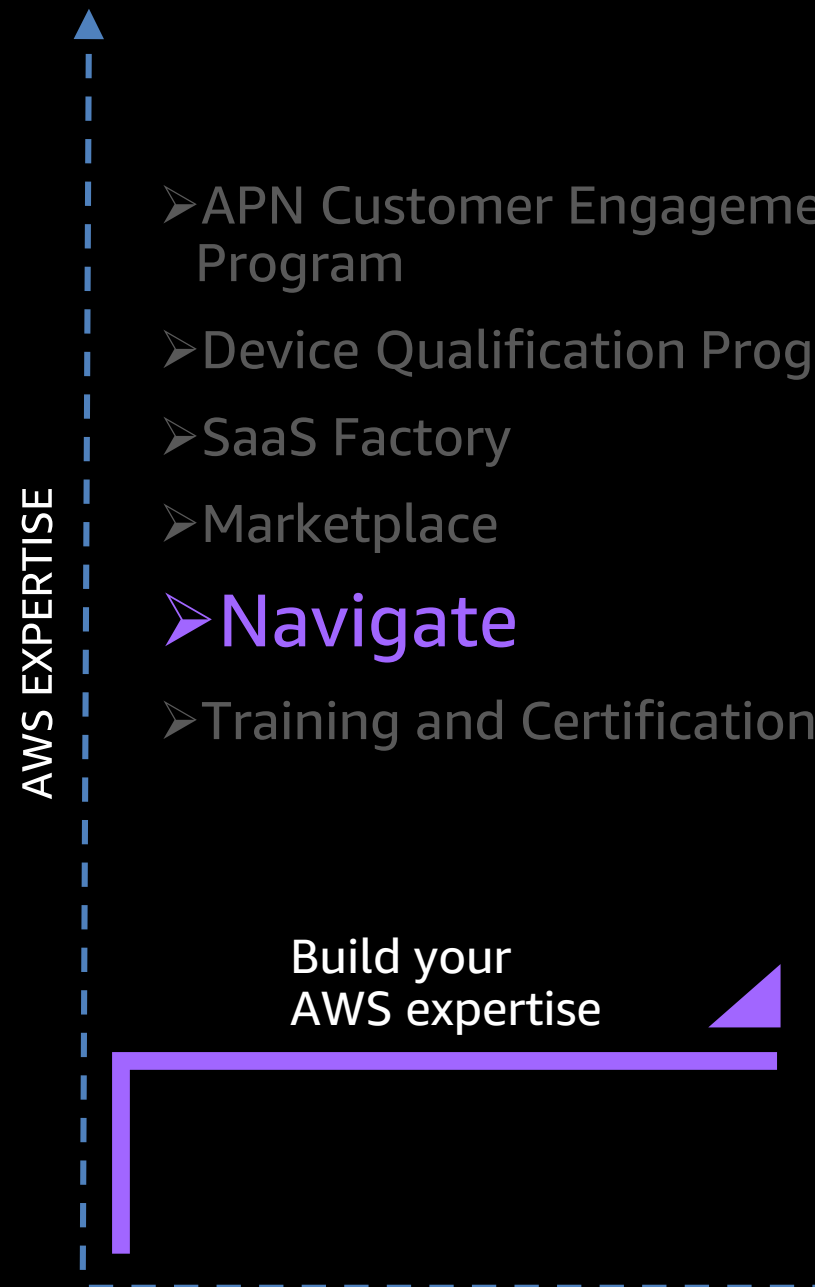 ➢APN Customer Engageme
Program
➢Device Qualification Prog
➢SaaS Factory
➢Marketplace
➢Navigate
➢Training and Certification
AWS EXPERTISE
Build your
AWS expertise